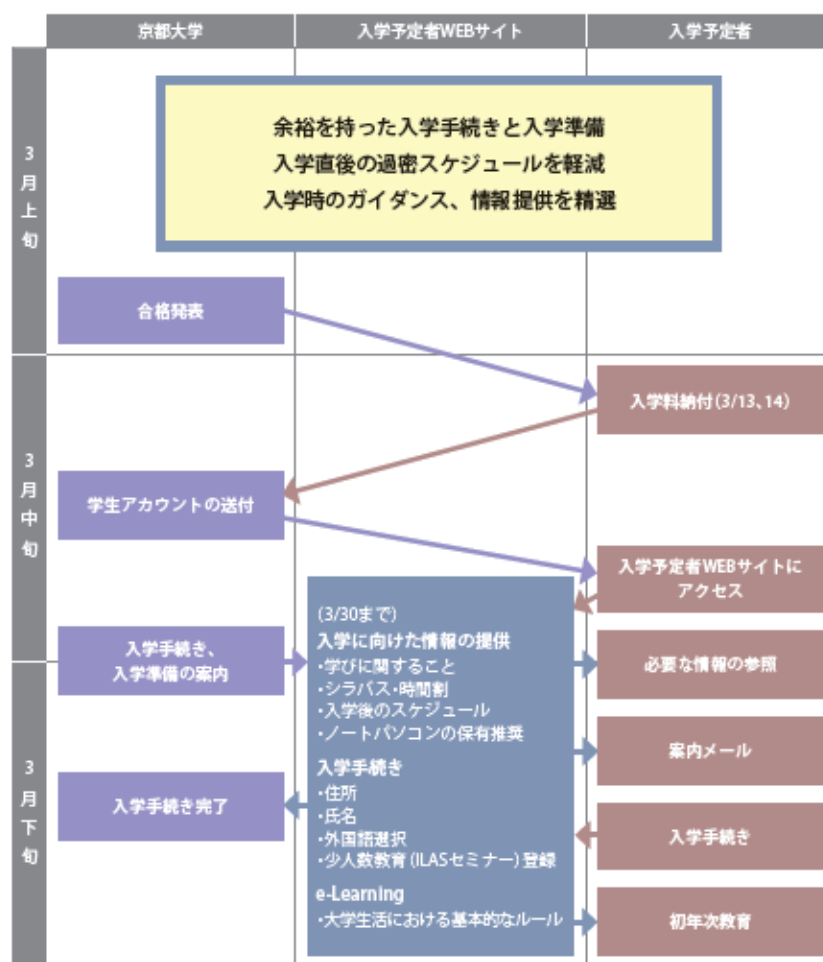 京都大学
入学予定者WEBサイト
入学予定者
3月上旬
余裕を持った入学手続きと入学準備
入学直後の過密スケジュールを軽減
入学時のガイダンス、情報提供を精選
合格発表
3月中旬
入学料納付(3/13、14)
学生アカウントの送付
入学予定者WEBサイトに
アクセス
入学手続き、
入学準備の案内
(3/30まで)
入学に向けた情報の提供
・学びに関すること
・シラバス・時間割
・入学後のスケジュール
・ノートパソコンの保有推奨
入学手続き
・住所
・氏名
・外国語選択
・少人数教育(ILASセミナー)登録
e-Learning
・大学生活における基本的なルール
必要な情報の参照
3月下旬
案内メール
入学手続き完了
入学手続き
初年次教育